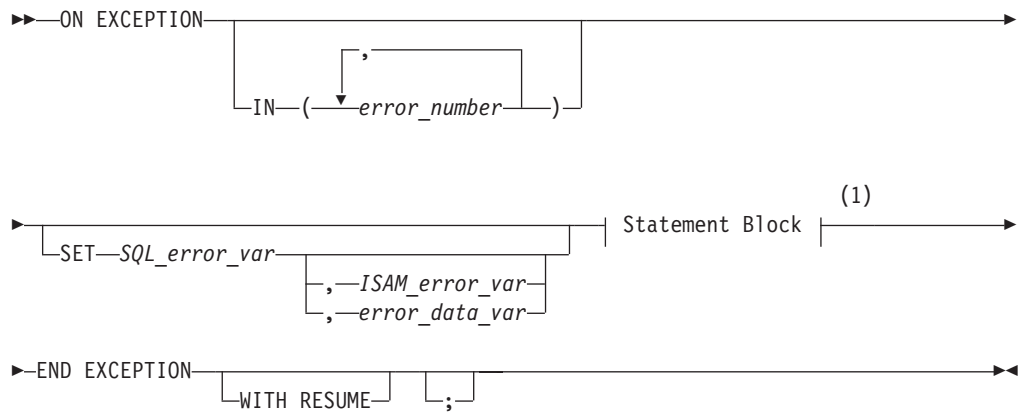 ON EXCEPTION
,
IN ( error_number )
(1)
Statement Block
SET SQL_error_var
, ISAM_error_var
, error_data_var
END EXCEPTION
WITH RESUME ;